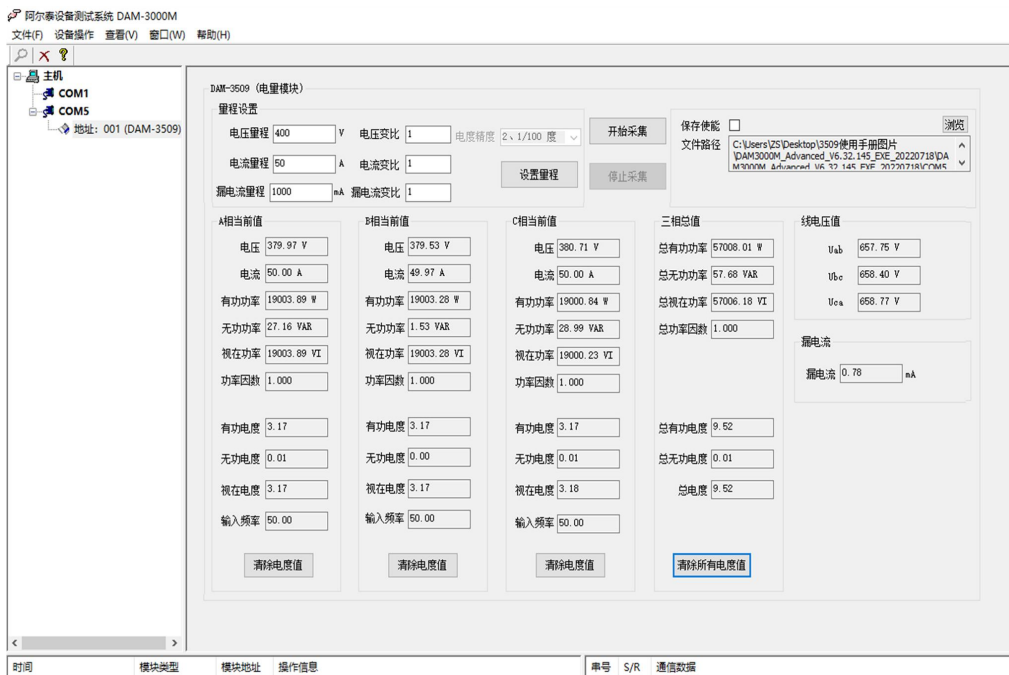 阿尔泰设备测试系统 DAM-3000M
文件(F) 设备操作 查看(V) 窗口(W) 帮助(H)
主机
COM1
COM5
地址：001 (DAM-3509)
DAM-3509 (电量模块)
量程设置
电压量程 400 V 电压变比 1 电度精度 2、1/100 度
电流量程 50 A 电流变比 1
漏电流量程 1000 mA 漏电流变比 1
设置量程
开始采集
停止采集
保存使能 浏览
文件路径 C:\Users\ZS\Desktop\3509使用手册图片
\DAM3000M_Advanced_V6.32.145_EXE_20220718\DA
M3000M_Advanced_V6.32.145_EXE_20220718\COM5
A相当前值
电压 379.97 V
电流 50.00 A
有功功率 19003.89 W
无功功率 27.16 VAR
视在功率 19003.89 VI
功率因数 1.000
有功电度 3.17
无功电度 0.01
视在电度 3.17
输入频率 50.00
清除电度值
B相当前值
电压 379.53 V
电流 49.97 A
有功功率 19003.28 W
无功功率 1.53 VAR
视在功率 19003.28 VI
功率因数 1.000
有功电度 3.17
无功电度 0.00
视在电度 3.17
输入频率 50.00
清除电度值
C相当前值
电压 380.71 V
电流 50.00 A
有功功率 19000.84 W
无功功率 28.99 VAR
视在功率 19000.23 VI
功率因数 1.000
有功电度 3.17
无功电度 0.01
视在电度 3.18
输入频率 50.00
清除电度值
三相总值
总有功功率 57008.01 W
总无功功率 57.68 VAR
总视在功率 57006.18 VI
总功率因数 1.000
总有功电度 9.52
总无功电度 0.01
总电度 9.52
清除所有电度值
线电压值
Uab 657.75 V
Ubc 658.40 V
Uca 658.77 V
漏电流
漏电流 0.78 mA
时间 模块类型 模块地址 操作信息
串号 S/R 通信数据